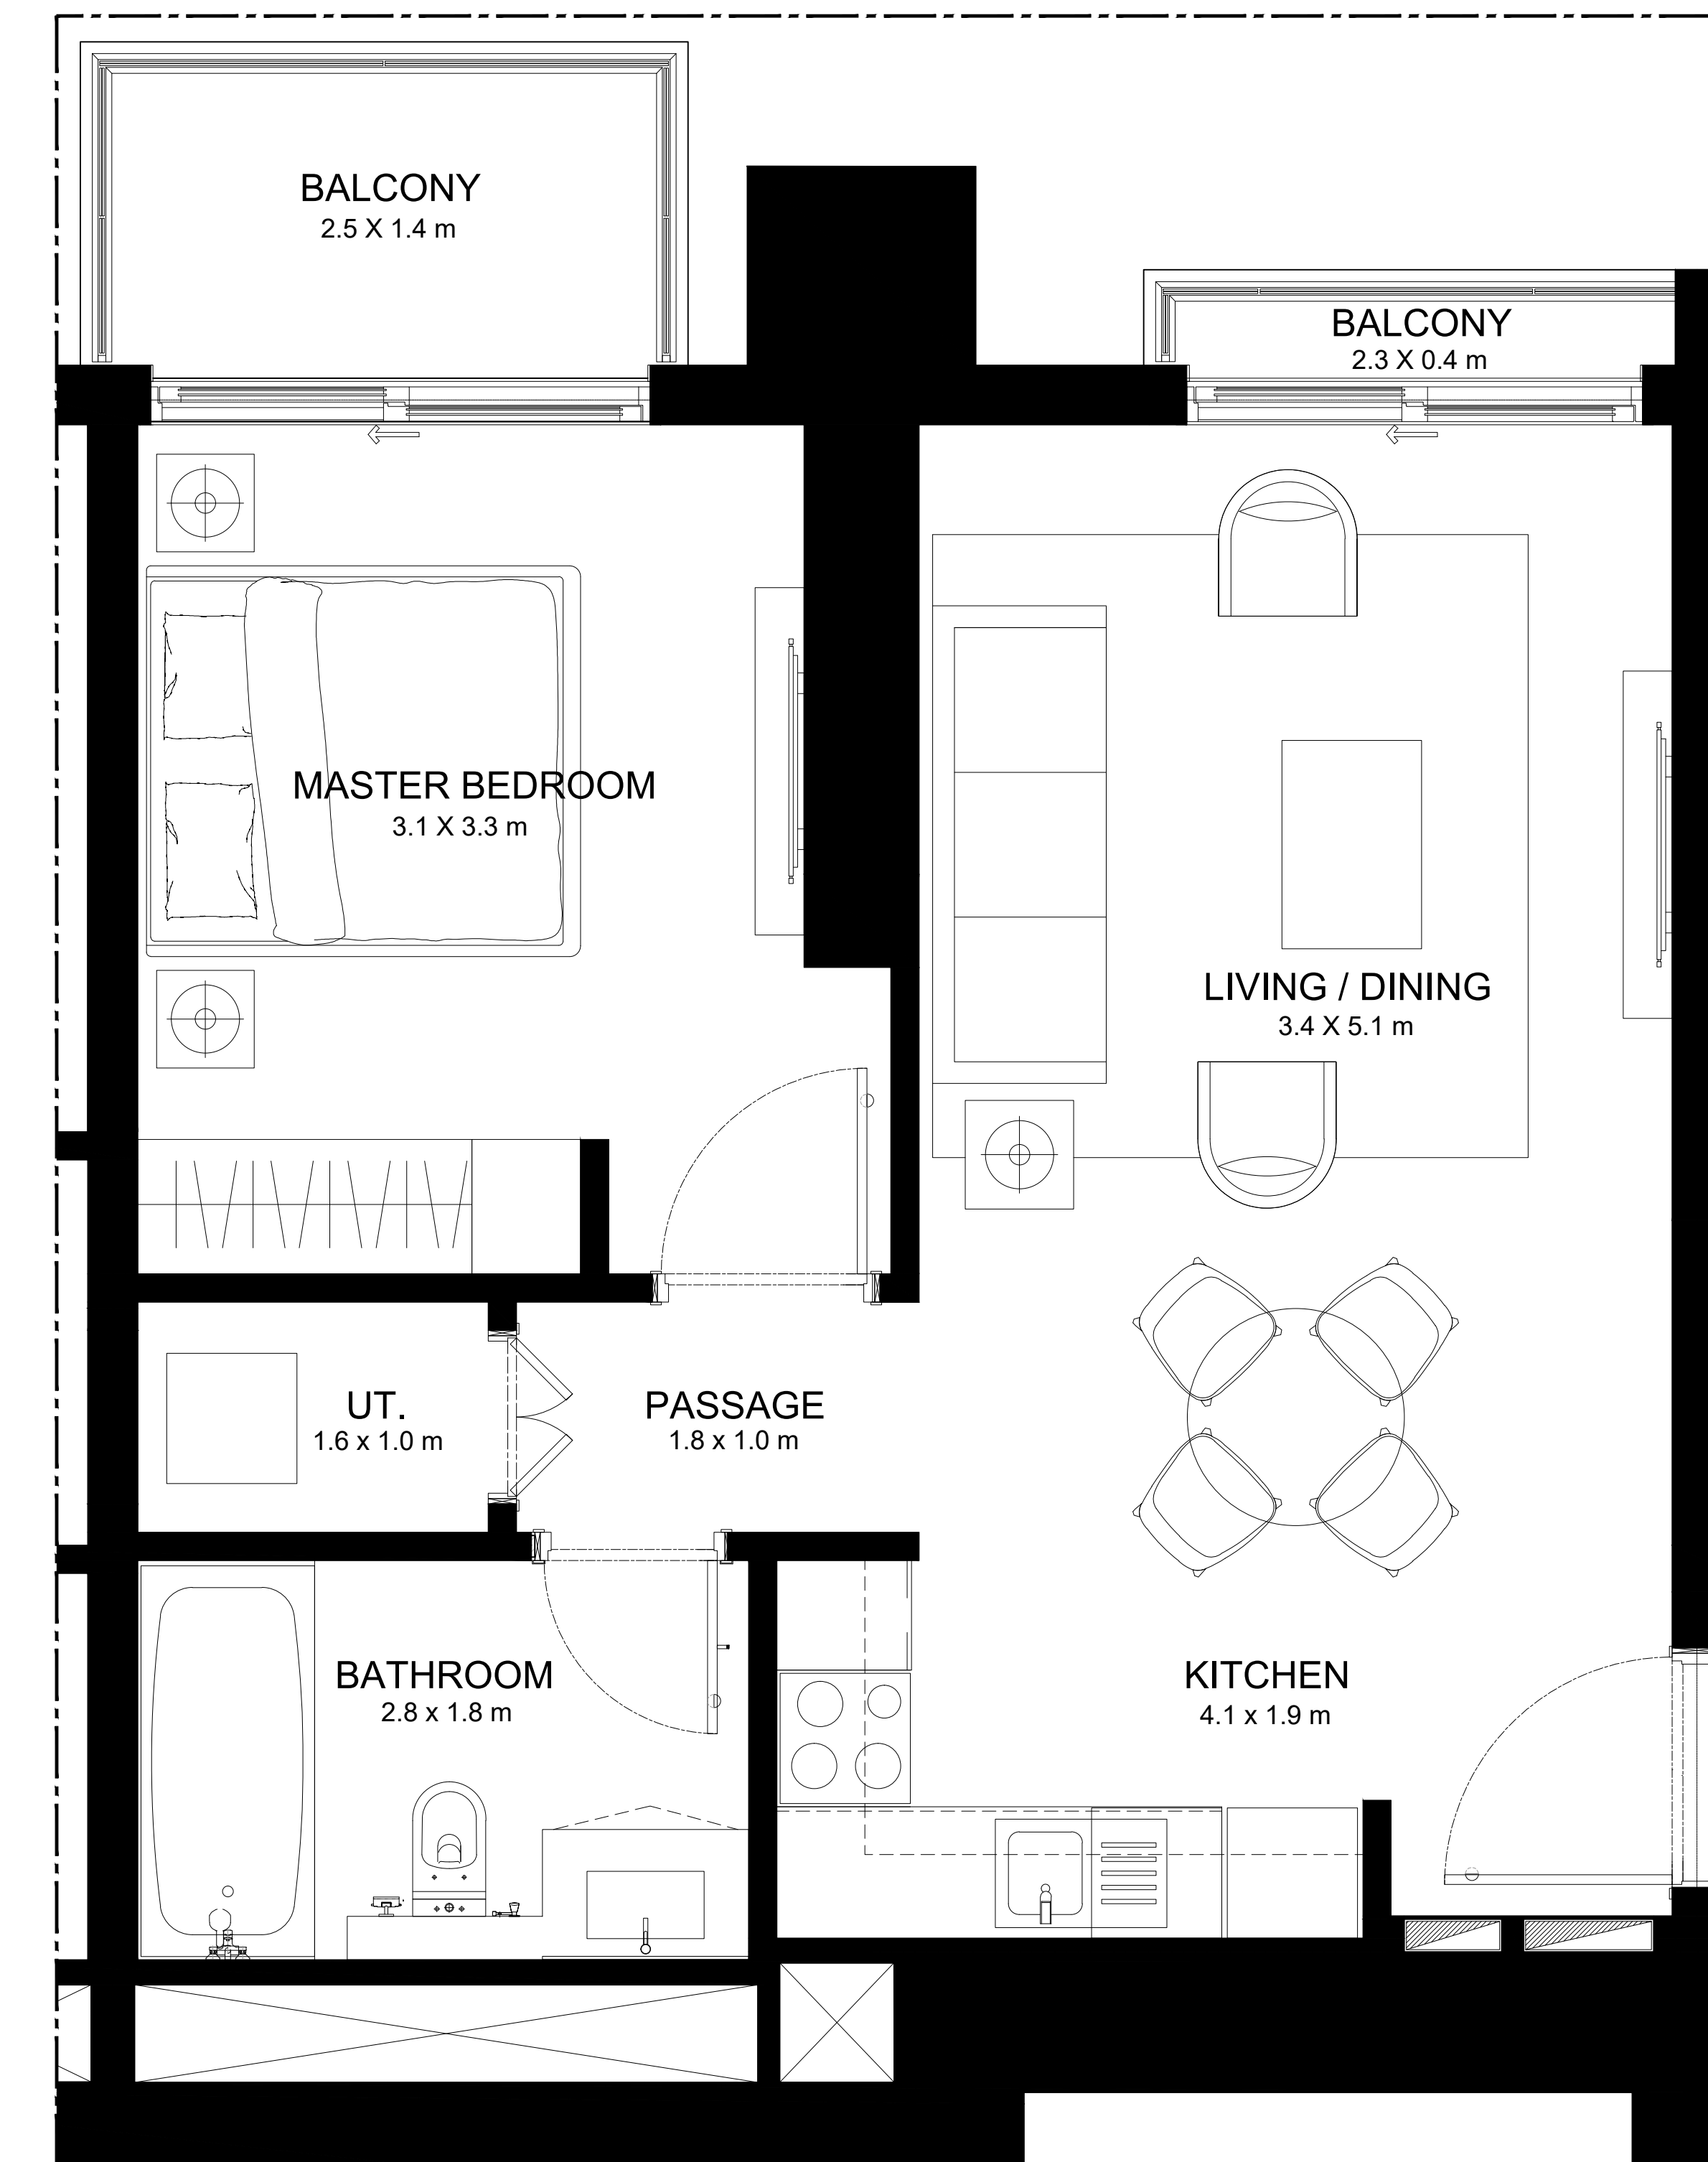 BALCONY
2.5 X 1.4 m
BALCONY
2.3 X 0.4 m
MASTER BEDROOM
3.1 X 3.3 m
LIVING / DINING
3.4 X 5.1 m
UT.
1.6 x 1.0 m
PASSAGE
1.8 x 1.0 m
BATHROOM
2.8 x 1.8 m
KITCHEN
4.1 x 1.9 m